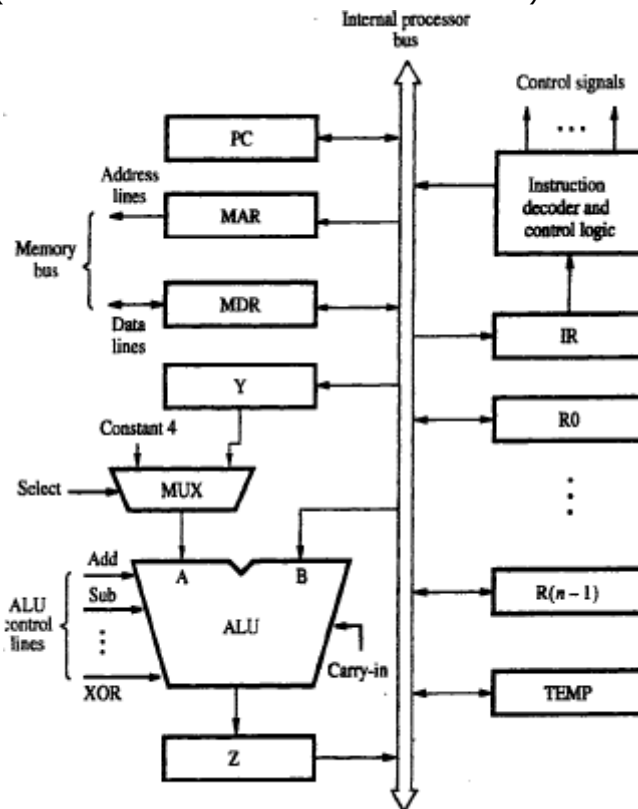 Internal processor
bus
Control signals
...
PC
Address
lines
Instruction
decoder and
control logic
MAR
Memory
bus
MDR
Data
lines
IR
Y
R0
Constant 4
Select
MUX
Add
A
B
R(n − 1)
Sub
ALU
control
lines
ALU
Carry-in
XOR
TEMP
Z